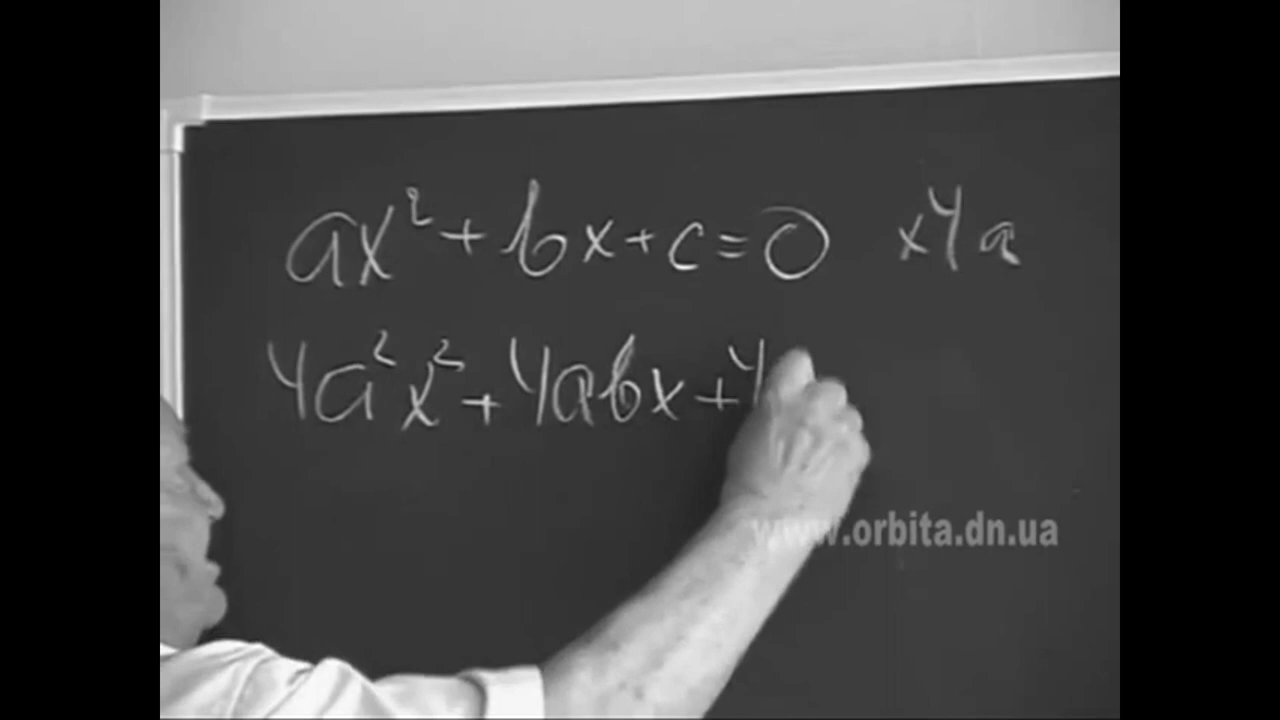 ax² + bx + c = 0 x4a
4a²x² + 4abx + 4
www.orbita.dn.ua